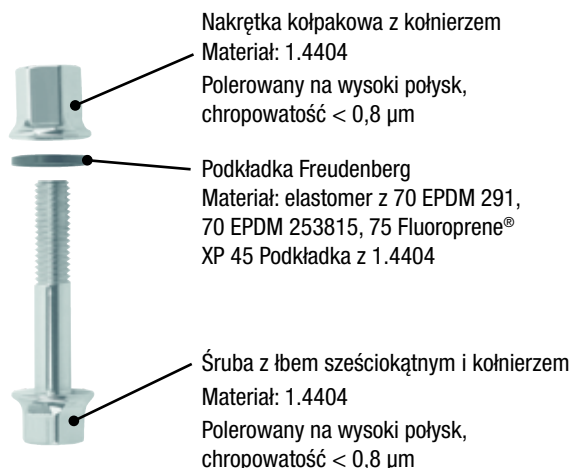 Nakrętka kołpakowa z kołnierzem
Materiał: 1.4404
Polerowany na wysoki połysk,
chropowatość < 0,8 µm
Podkładka Freudenberg
Materiał: elastomer z 70 EPDM 291,
70 EPDM 253815, 75 Fluoroprene®
XP 45 Podkładka z 1.4404
Śruba z łbem sześciokątnym i kołnierzem
Materiał: 1.4404
Polerowany na wysoki połysk,
chropowatość < 0,8 µm